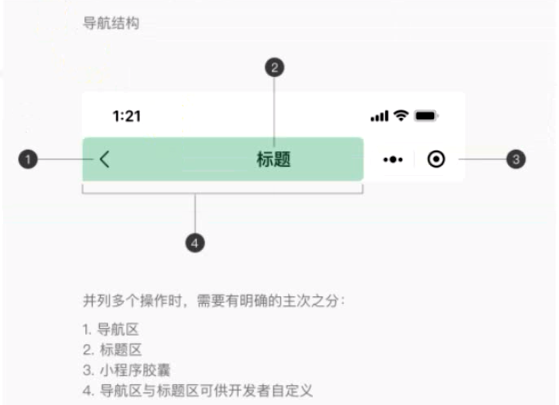 导航结构
2
1:21
1
标题
3
4
并列多个操作时，需要有明确的主次之分：
1. 导航区
2. 标题区
3. 小程序胶囊
4. 导航区与标题区可供开发者自定义